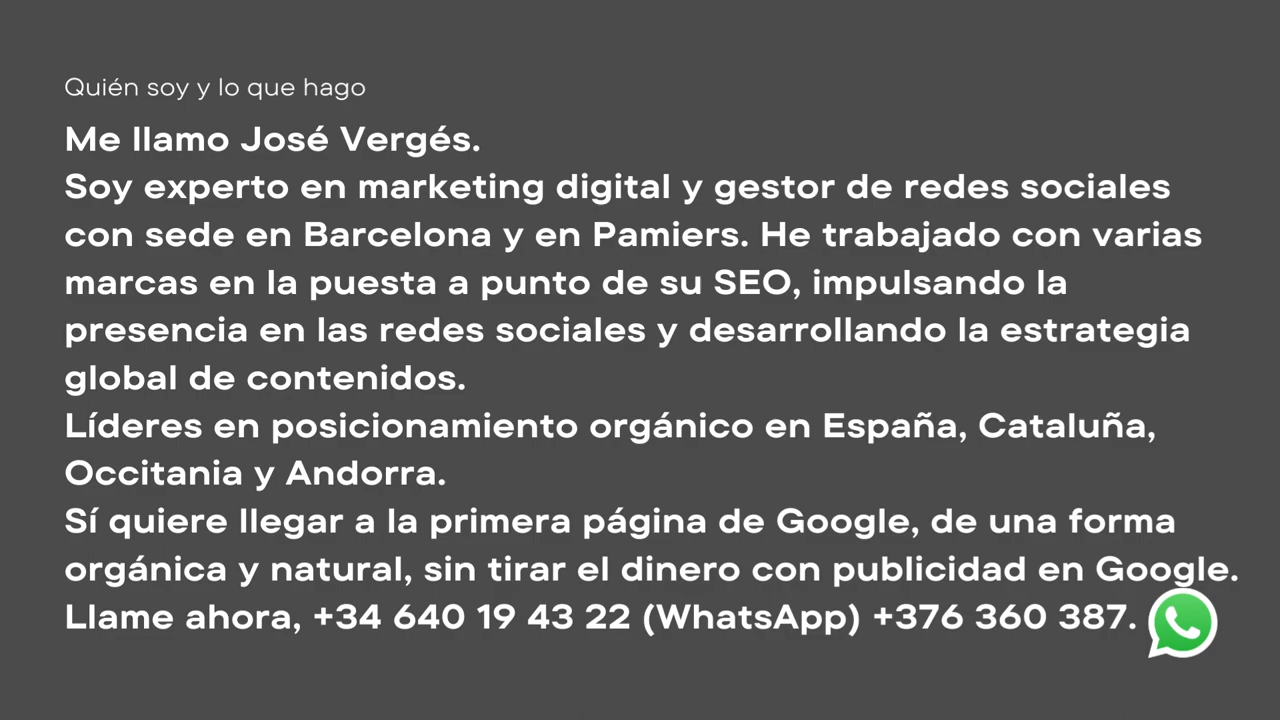 Quién soy y lo que hago
Me llamo José Vergés.
Soy experto en marketing digital y gestor de redes sociales
con sede en Barcelona y en Pamiers. He trabajado con varias
marcas en la puesta a punto de su SEO, impulsando la
presencia en las redes sociales y desarrollando la estrategia
global de contenidos.
Líderes en posicionamiento orgánico en España, Cataluña,
Occitania y Andorra.
Sí quiere llegar a la primera página de Google, de una forma
orgánica y natural, sin tirar el dinero con publicidad en Google.
Llame ahora, +34 640 19 43 22 (WhatsApp) +376 360 387.